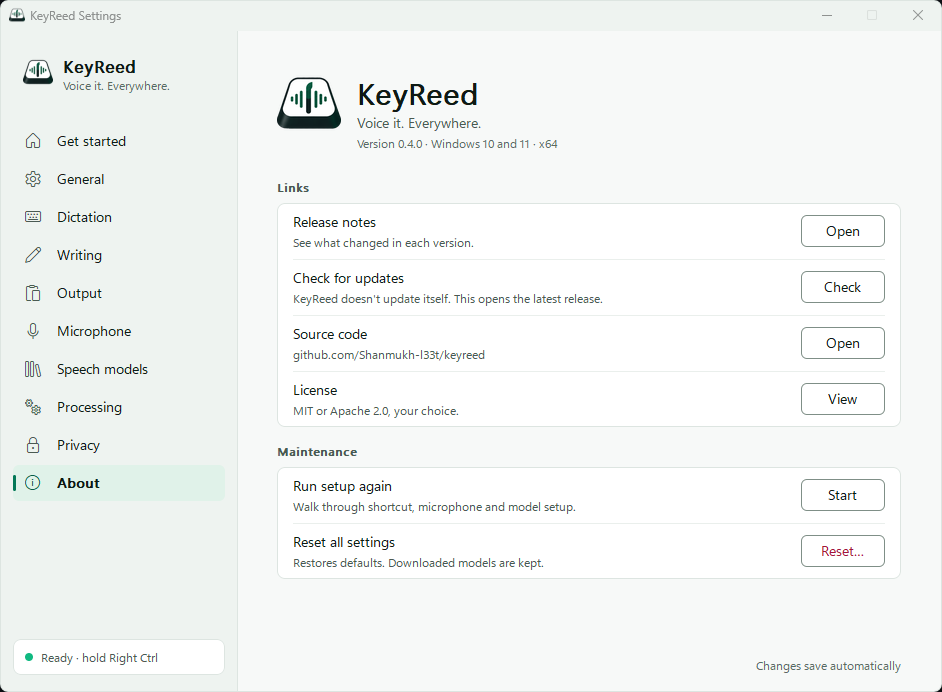 KeyReed Settings
KeyReed
Voice it. Everywhere.
Get started
General
Dictation
Writing
Output
Microphone
Speech models
Processing
Privacy
About
Ready · hold Right Ctrl
KeyReed
Voice it. Everywhere.
Version 0.4.0 · Windows 10 and 11 · x64
Links
Release notes
See what changed in each version.
Open
Check for updates
KeyReed doesn't update itself. This opens the latest release.
Check
Source code
github.com/Shanmukh-l33t/keyreed
Open
License
MIT or Apache 2.0, your choice.
View
Maintenance
Run setup again
Walk through shortcut, microphone and model setup.
Start
Reset all settings
Restores defaults. Downloaded models are kept.
Reset...
Changes save automatically